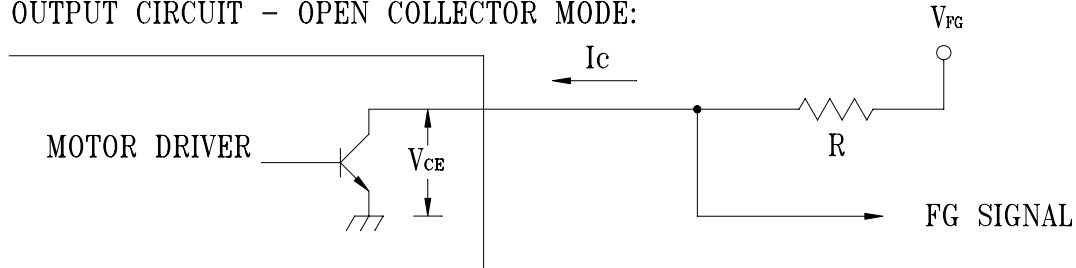 OUTPUT CIRCUIT - OPEN COLLECTOR MODE:
VFG
Ic
R
MOTOR DRIVER
VCE
FG SIGNAL